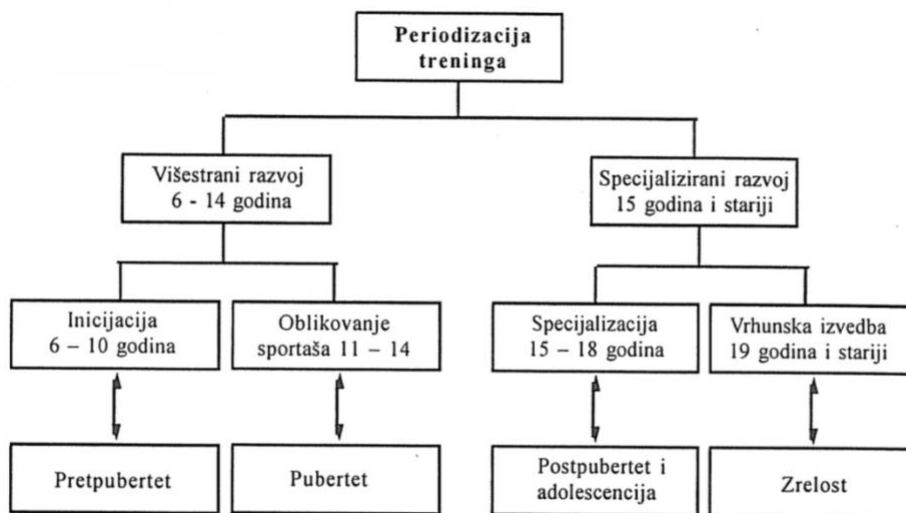 Periodizacija
treninga
Višestrani razvoj
6 - 14 godina
Specijalizirani razvoj
15 godina i stariji
Inicijacija
6 – 10 godina
Oblikovanje
sportaša 11 – 14
Specijalizacija
15 – 18 godina
Vrhunska izvedba
19 godina i stariji
Pretpubertet
Pubertet
Postpubertet i
adolescencija
Zrelost